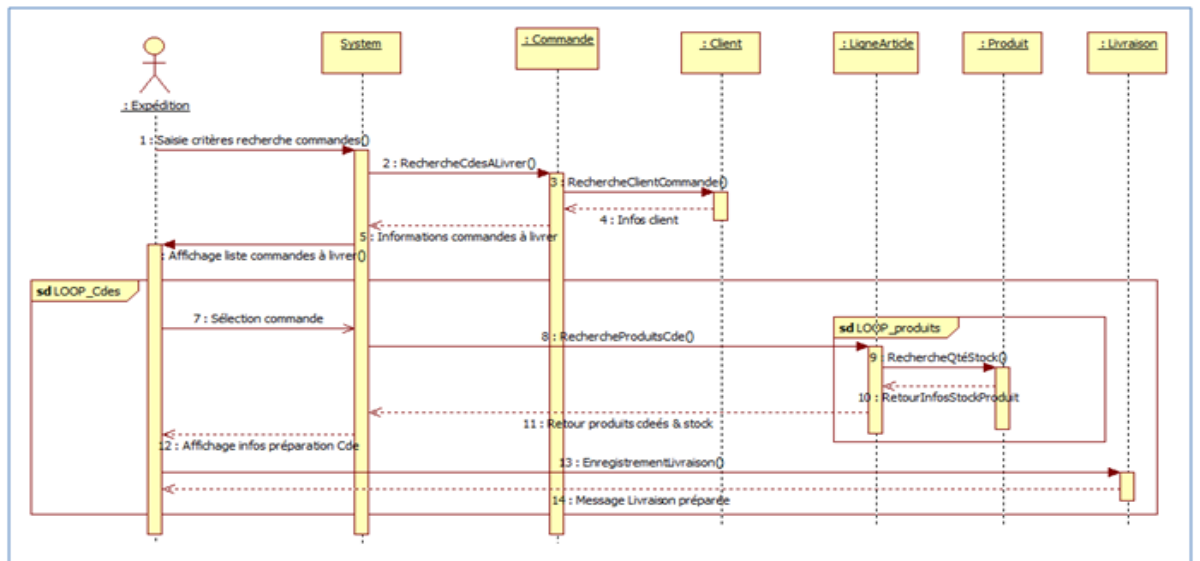 : Expédition
System
: Commande
: Client
: LigneArticle
: Produit
: Livraison
1 : Saisie critères recherche commandes()
2 : RechercheCdesALivrer()
3 : RechercheClientCommande()
4 : Infos client
5 : Informations commandes à livrer
: Affichage liste commandes à livrer()
sd LOOP_Cdes
7 : Sélection commande
sd LOOP_produits
8 : RechercheProduitsCde()
9 : RechercheQtéStock()
10 : RetourInfosStockProduit
11 : Retour produits cdeés & stock
12 : Affichage infos préparation Cde
13 : EnregistrementLivraison()
14 : Message Livraison préparée